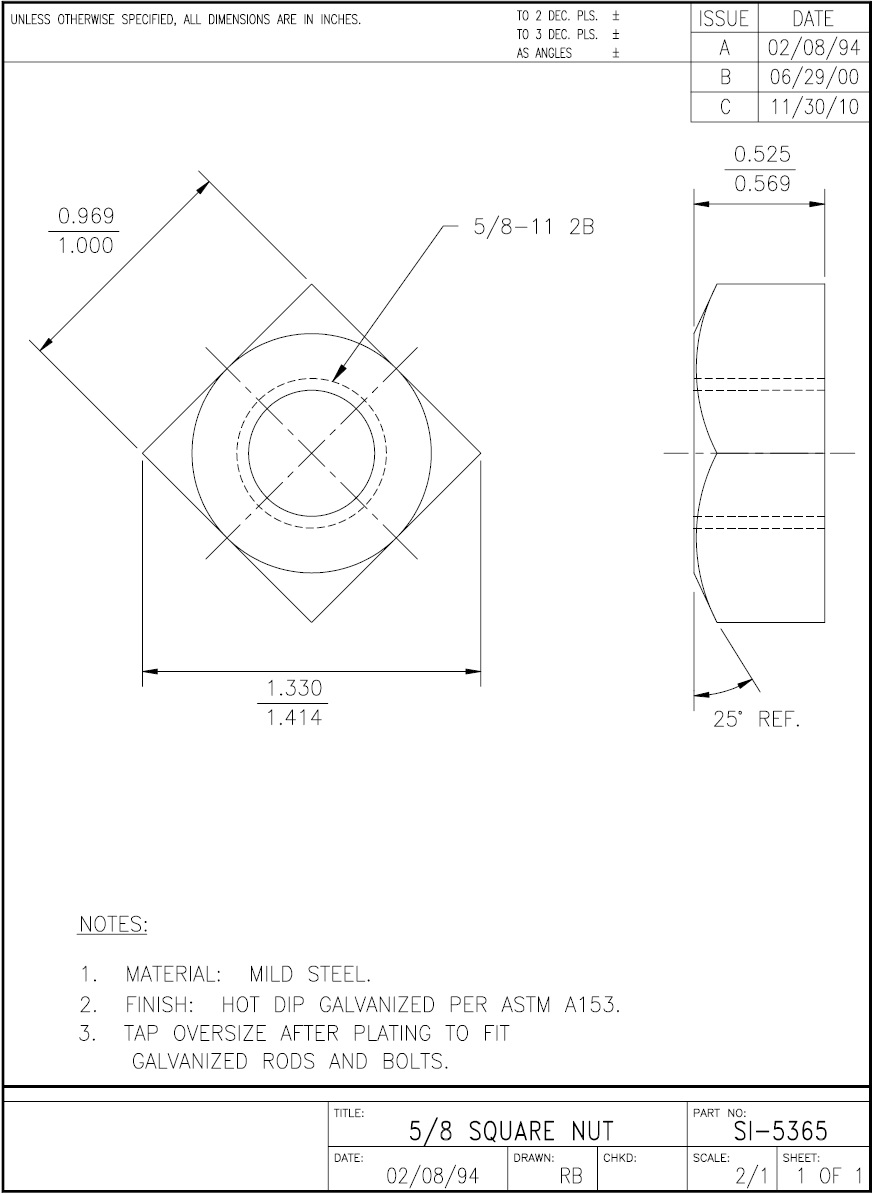 UNLESS OTHERWISE SPECIFIED, ALL DIMENSIONS ARE IN INCHES.
TO 2 DEC. PLS. ±
TO 3 DEC. PLS. ±
AS ANGLES ±
ISSUE DATE
A 02/08/94
B 06/29/00
C 11/30/10
0.525
0.569
0.969
1.000
5/8-11 2B
1.330
1.414
25° REF.
NOTES:
1. MATERIAL: MILD STEEL.
2. FINISH: HOT DIP GALVANIZED PER ASTM A153.
3. TAP OVERSIZE AFTER PLATING TO FIT
GALVANIZED RODS AND BOLTS.
TITLE:
5/8 SQUARE NUT
PART NO:
SI-5365
DATE:
02/08/94
DRAWN:
RB
CHKD:
SCALE:
2/1
SHEET:
1 OF 1